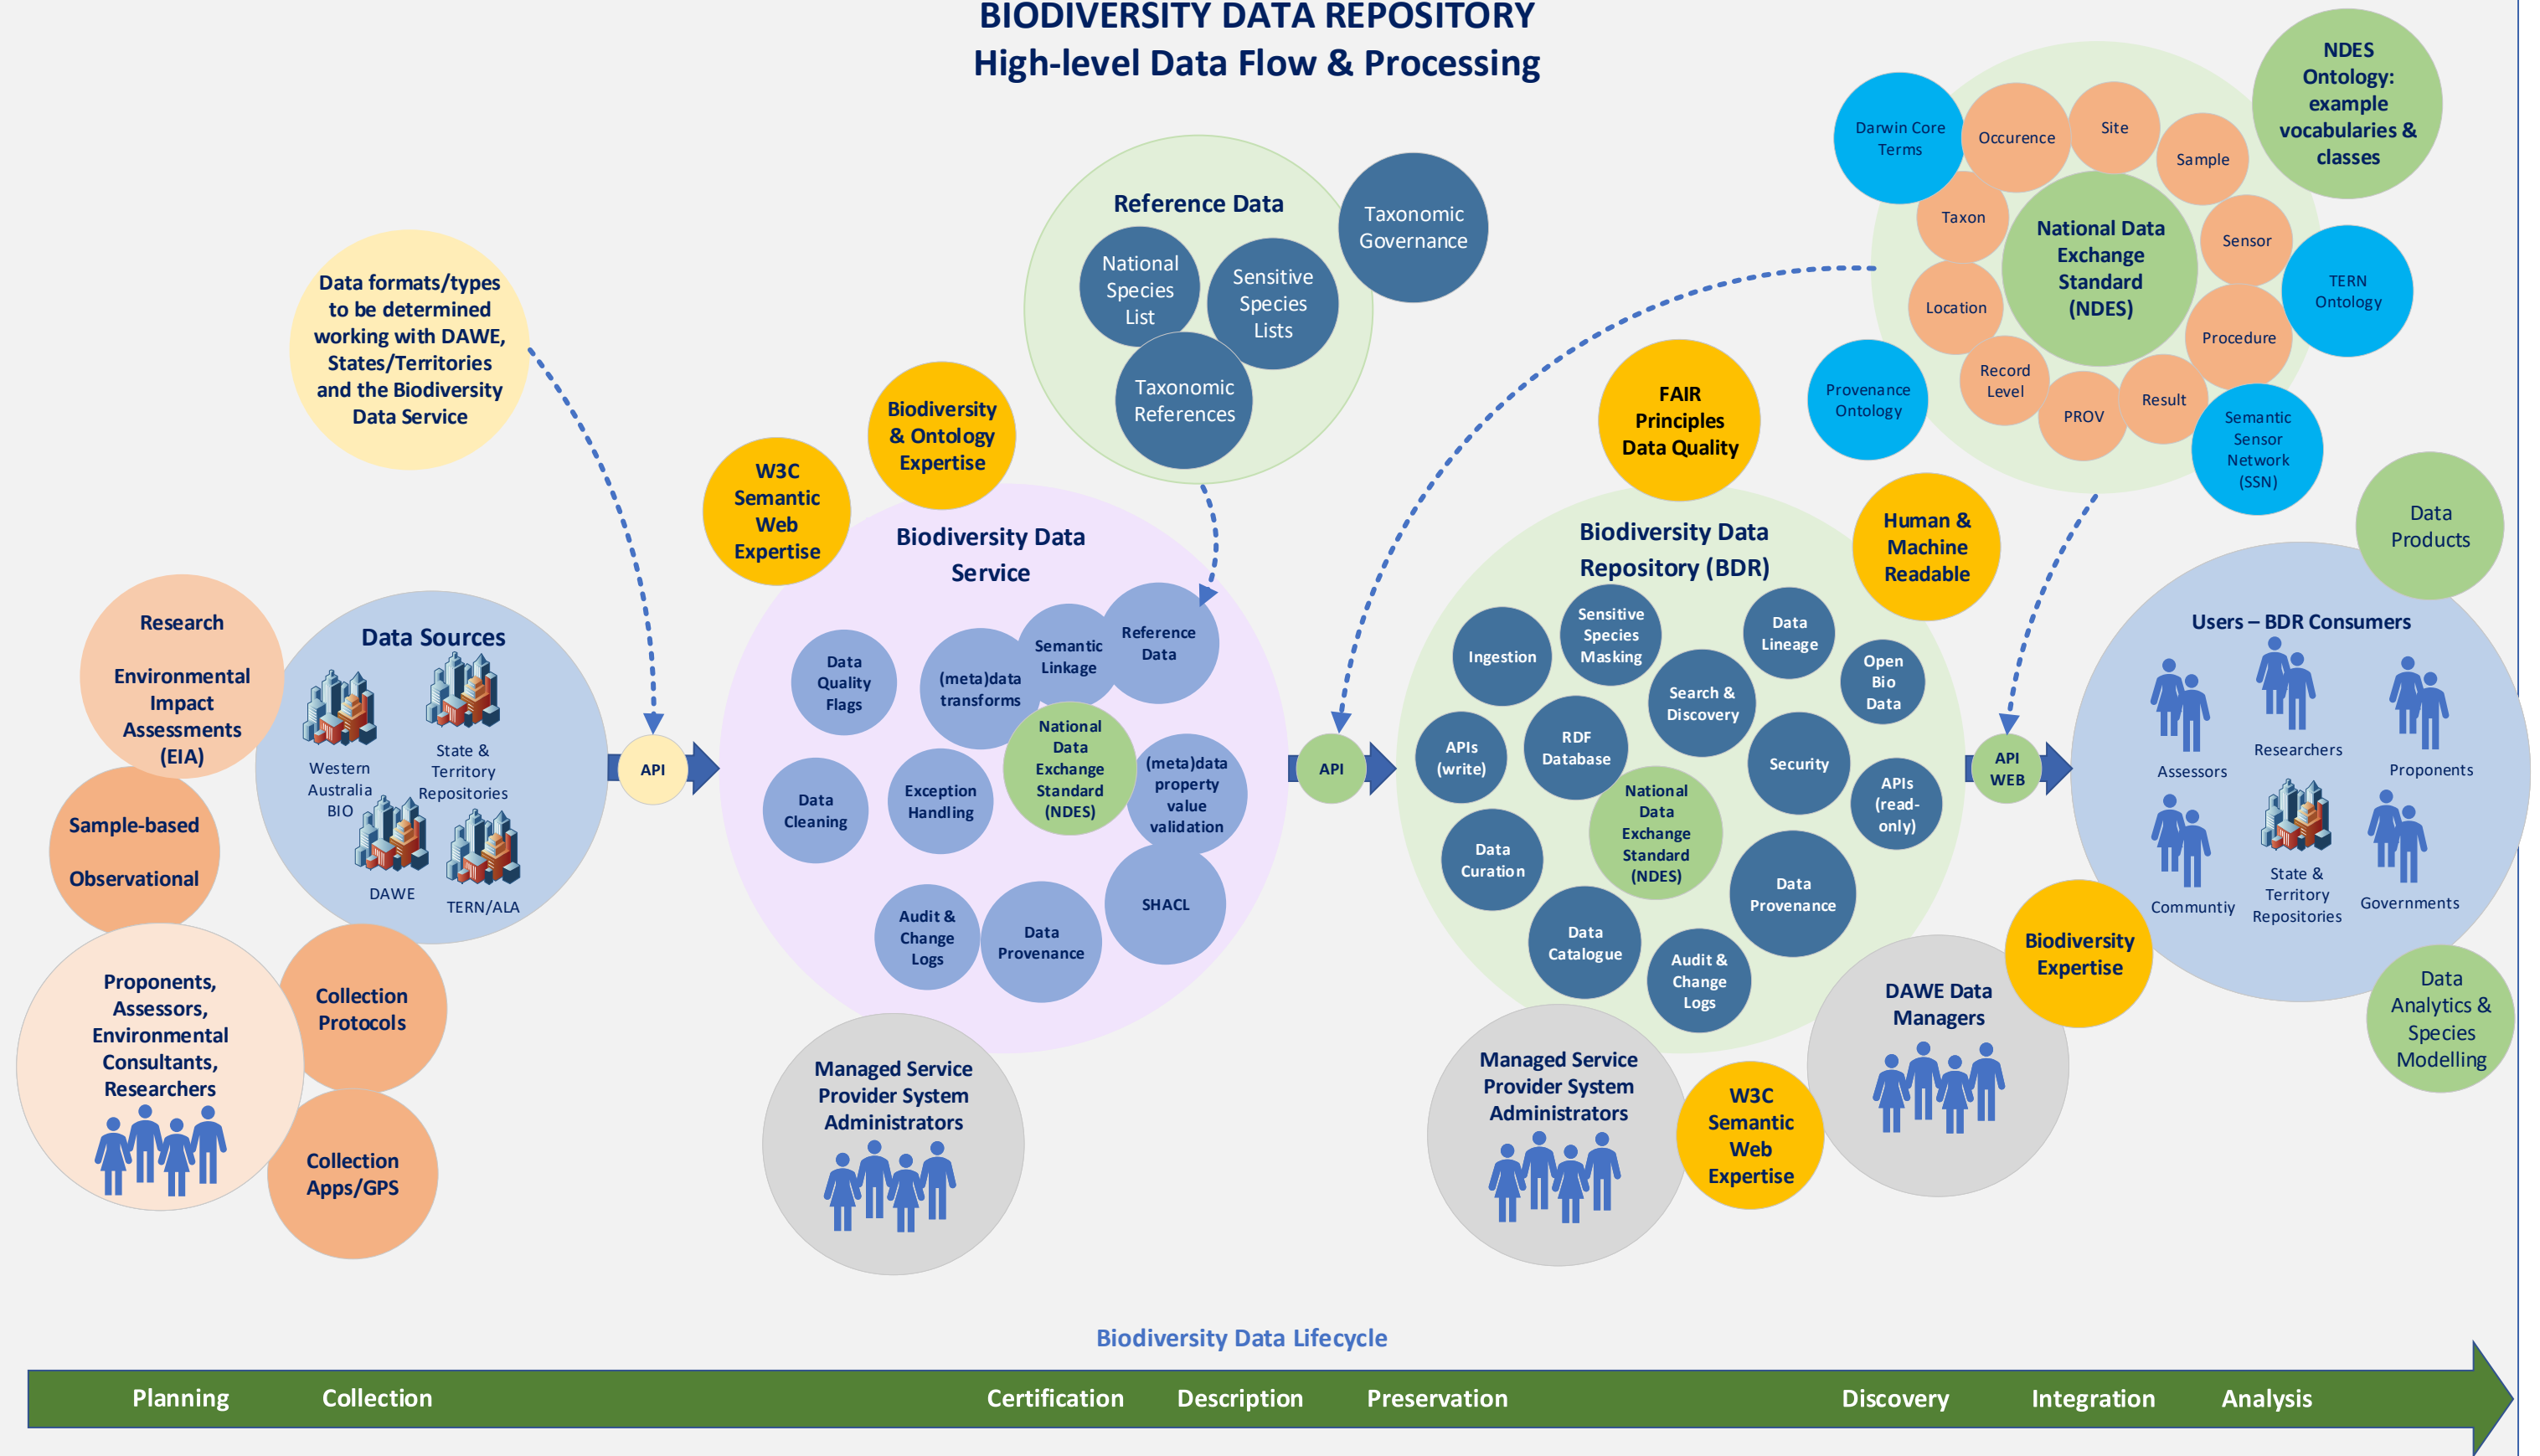 BIODIVERSITY DATA REPOSITORY
High-level Data Flow & Processing
NDES
Ontology:
example
vocabularies &
classes
Darwin Core
Terms
Occurence
Site
Sample
Taxon
National Data
Exchange
Standard
(NDES)
Sensor
TERN
Ontology
Location
Procedure
Record
Level
PROV
Result
Provenance
Ontology
Semantic
Sensor
Network
(SSN)
Reference Data
Taxonomic
Governance
National
Species
List
Sensitive
Species
Lists
Taxonomic
References
Data formats/types
to be determined
working with DAWE,
States/Territories
and the Biodiversity
Data Service
Biodiversity
& Ontology
Expertise
W3C
Semantic
Web
Expertise
FAIR
Principles
Data Quality
Human &
Machine
Readable
Data
Products
Research
Environmental
Impact
Assessments
(EIA)
Sample-based
Observational
Proponents,
Assessors,
Environmental
Consultants,
Researchers
Collection
Protocols
Collection
Apps/GPS
Data Sources
Western
Australia
BIO
State &
Territory
Repositories
DAWE
TERN/ALA
API
Biodiversity Data
Service
Data
Quality
Flags
(meta)data
transforms
Semantic
Linkage
Reference
Data
National
Data
Exchange
Standard
(NDES)
(meta)data
property
value
validation
Data
Cleaning
Exception
Handling
Audit &
Change
Logs
Data
Provenance
SHACL
Managed Service
Provider System
Administrators
API
Biodiversity Data
Repository (BDR)
Ingestion
Sensitive
Species
Masking
Data
Lineage
Open
Bio
Data
Search &
Discovery
APIs
(write)
RDF
Database
Security
APIs
(read-
only)
National
Data
Exchange
Standard
(NDES)
Data
Curation
Data
Provenance
Data
Catalogue
Audit &
Change
Logs
Managed Service
Provider System
Administrators
W3C
Semantic
Web
Expertise
DAWE Data
Managers
Biodiversity
Expertise
API
WEB
Users – BDR Consumers
Assessors
Researchers
Proponents
Communtiy
State &
Territory
Repositories
Governments
Data
Analytics &
Species
Modelling
Biodiversity Data Lifecycle
Planning Collection Certification Description Preservation Discovery Integration Analysis